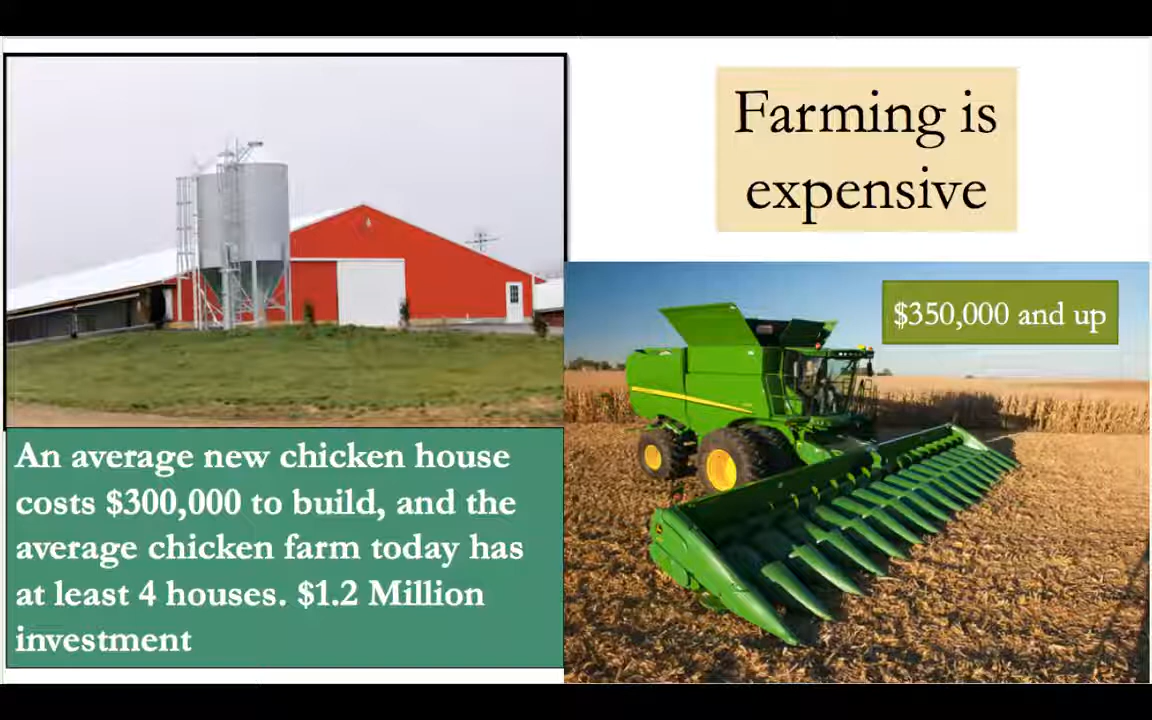 Farming is
expensive
$350,000 and up
An average new chicken house
costs $300,000 to build, and the
average chicken farm today has
at least 4 houses. $1.2 Million
investment